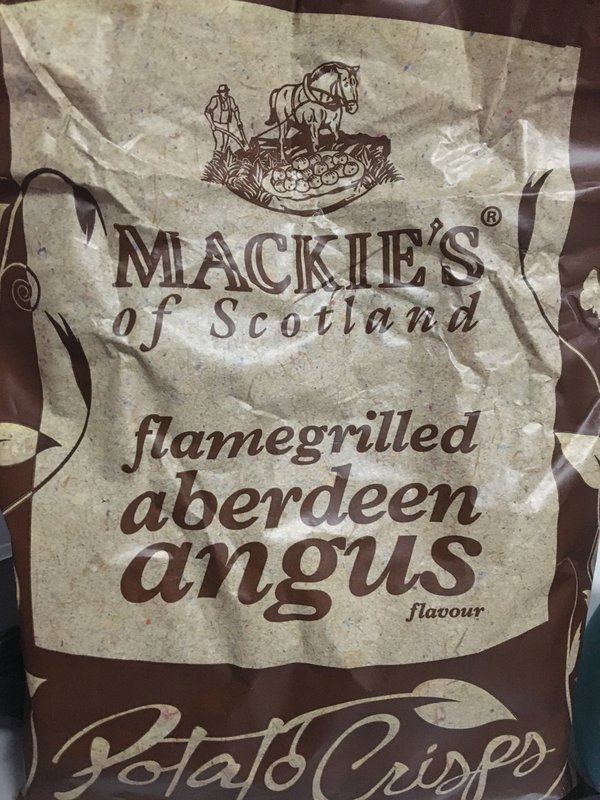 MACKIE'S®
of Scotland
flamegrilled
aberdeen
angus
flavour
Potato Crisps